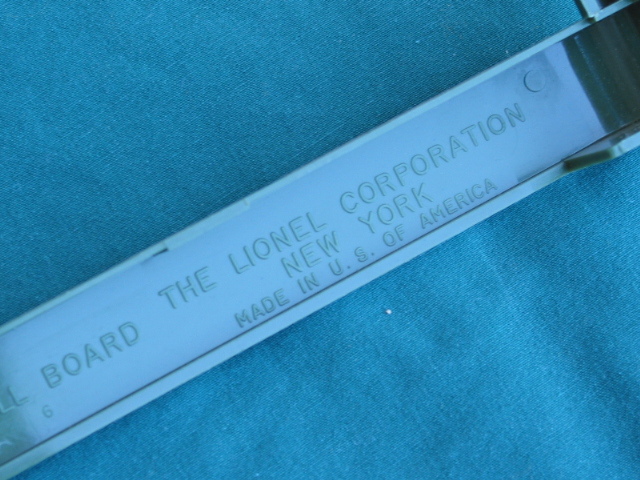 BOARD THE LIONEL CORPORATION
NEW YORK
MADE IN U.S. OF AMERICA
6